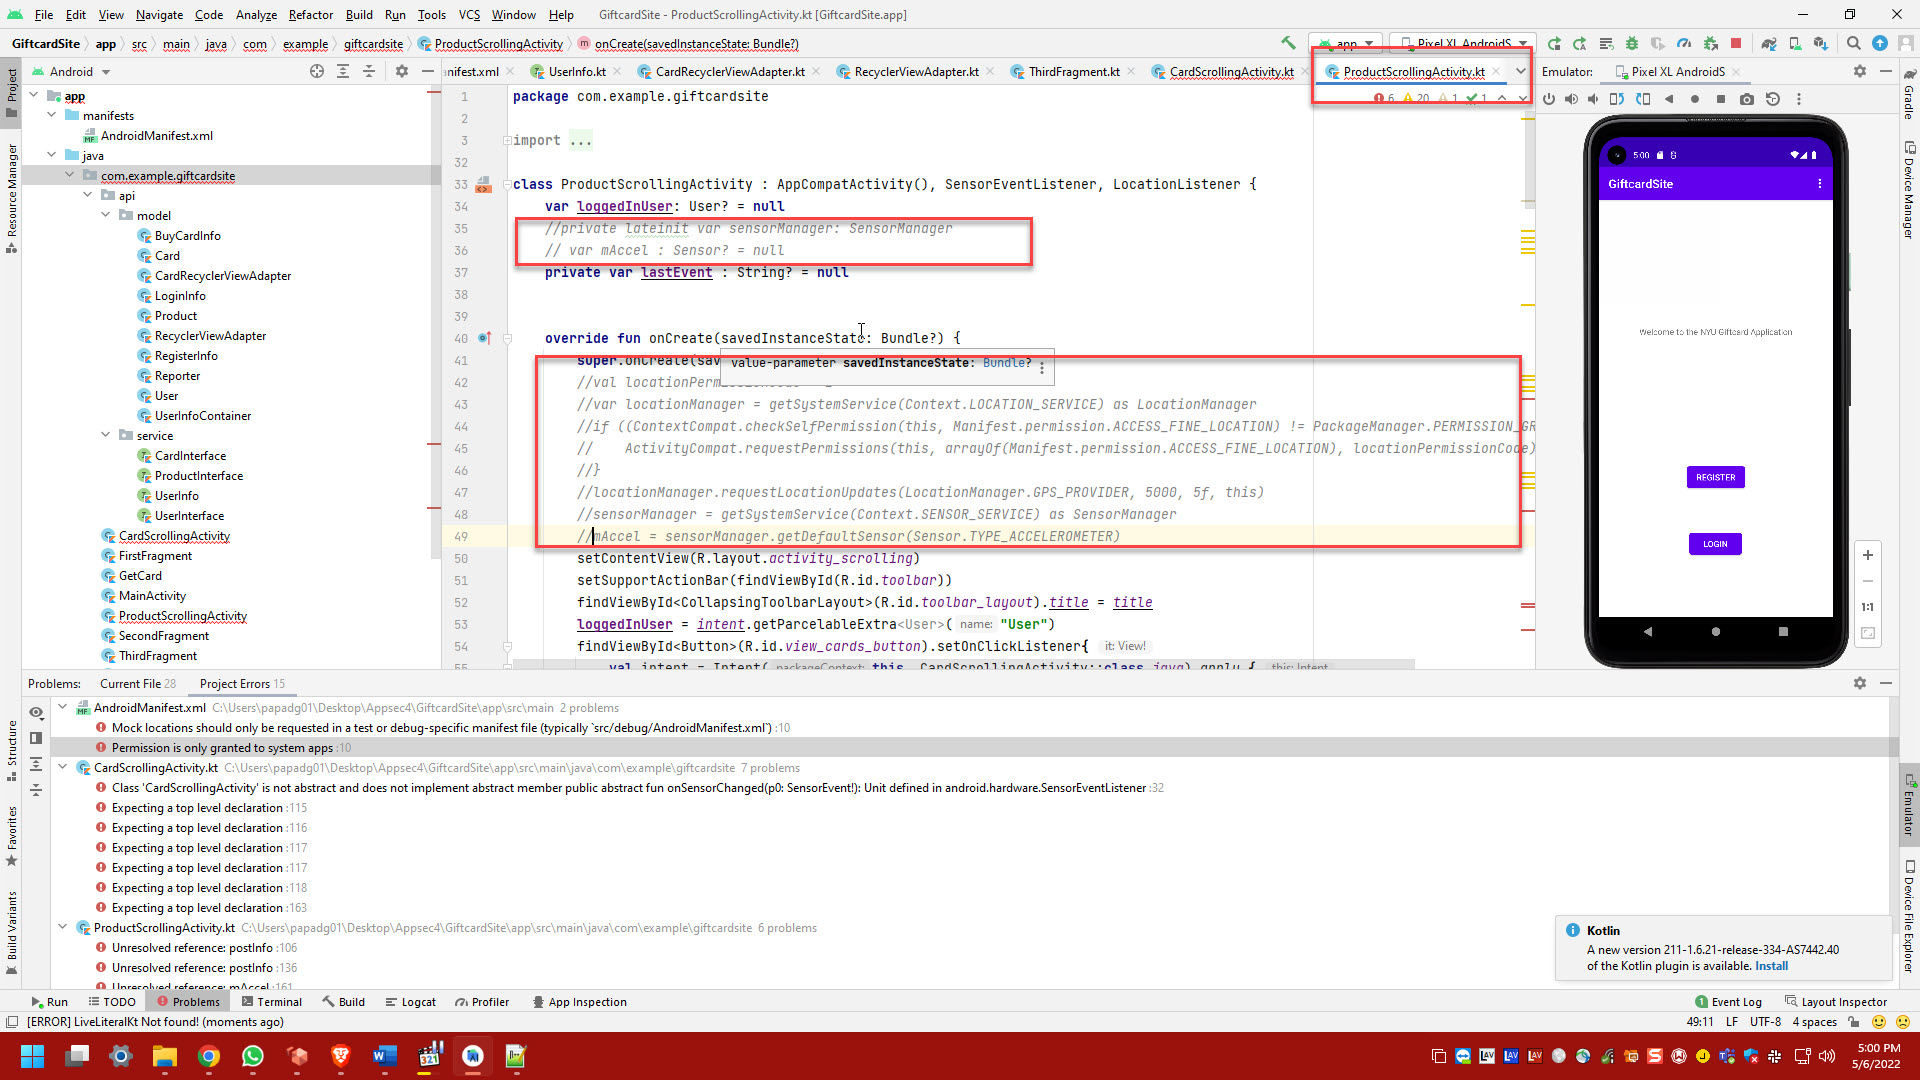 File Edit View Navigate Code Analyze Refactor Build Run Tools VCS Window Help GiftcardSite - ProductScrollingActivity.kt [GiftcardSite.app]
GiftcardSite app src main java com example giftcardsite ProductScrollingActivity onCreate(savedInstanceState: Bundle?) app Pixel XL AndroidS
Android
anifest.xml UserInfo.kt CardRecyclerViewAdapter.kt RecyclerViewAdapter.kt ThirdFragment.kt CardScrollingActivity.kt ProductScrollingActivity.kt
Emulator: Pixel XL AndroidS
6 20 1 1
Project
Resource Manager
Structure
Favorites
Build Variants
app
manifests
AndroidManifest.xml
java
com.example.giftcardsite
api
model
BuyCardInfo
Card
CardRecyclerViewAdapter
LoginInfo
Product
RecyclerViewAdapter
RegisterInfo
Reporter
User
UserInfoContainer
service
CardInterface
ProductInterface
UserInfo
UserInterface
CardScrollingActivity
FirstFragment
GetCard
MainActivity
ProductScrollingActivity
SecondFragment
ThirdFragment
1 package com.example.giftcardsite
2
3 import ...
32
33 class ProductScrollingActivity : AppCompatActivity(), SensorEventListener, LocationListener {
34 var loggedInUser: User? = null
35 //private lateinit var sensorManager: SensorManager
36 // var mAccel : Sensor? = null
37 private var lastEvent : String? = null
38
39
40 override fun onCreate(savedInstanceState: Bundle?) {
41 super.onCreate(sav
value-parameter savedInstanceState: Bundle?
42 //val locationPer
43 //var locationManager = getSystemService(Context.LOCATION_SERVICE) as LocationManager
44 //if ((ContextCompat.checkSelfPermission(this, Manifest.permission.ACCESS_FINE_LOCATION) != PackageManager.PERMISSION_GR
45 // ActivityCompat.requestPermissions(this, arrayOf(Manifest.permission.ACCESS_FINE_LOCATION), locationPermissionCode)
46 //}
47 //locationManager.requestLocationUpdates(LocationManager.GPS_PROVIDER, 5000, 5f, this)
48 //sensorManager = getSystemService(Context.SENSOR_SERVICE) as SensorManager
49 //mAccel = sensorManager.getDefaultSensor(Sensor.TYPE_ACCELEROMETER)
50 setContentView(R.layout.activity_scrolling)
51 setSupportActionBar(findViewById(R.id.toolbar))
52 findViewById<CollapsingToolbarLayout>(R.id.toolbar_layout).title = title
53 loggedInUser = intent.getParcelableExtra<User>( name: "User")
54 findViewById<Button>(R.id.view_cards_button).setOnClickListener{ it: View!
55 val intent = Intent( packageContext: this, CardScrollingActivity::class.java).apply { this: Intent
5:00
GiftcardSite
Welcome to the NYU Giftcard Application
REGISTER
LOGIN
1:1
Gradle
Device Manager
Emulator
Device File Explorer
Problems: Current File 28 Project Errors 15
AndroidManifest.xml C:\Users\papadg01\Desktop\Appsec4\GiftcardSite\app\src\main 2 problems
Mock locations should only be requested in a test or debug-specific manifest file (typically `src/debug/AndroidManifest.xml`) :10
Permission is only granted to system apps :10
CardScrollingActivity.kt C:\Users\papadg01\Desktop\Appsec4\GiftcardSite\app\src\main\java\com\example\giftcardsite 7 problems
Class 'CardScrollingActivity' is not abstract and does not implement abstract member public abstract fun onSensorChanged(p0: SensorEvent!): Unit defined in android.hardware.SensorEventListener :32
Expecting a top level declaration :115
Expecting a top level declaration :116
Expecting a top level declaration :117
Expecting a top level declaration :117
Expecting a top level declaration :118
Expecting a top level declaration :163
ProductScrollingActivity.kt C:\Users\papadg01\Desktop\Appsec4\GiftcardSite\app\src\main\java\com\example\giftcardsite 6 problems
Unresolved reference: postInfo :106
Unresolved reference: postInfo :136
Unresolved reference: mAccel :161
Kotlin
A new version 211-1.6.21-release-334-AS7442.40
of the Kotlin plugin is available. Install
Run TODO Problems Terminal Build Logcat Profiler App Inspection 1 Event Log Layout Inspector
[ERROR] LiveLiteralKt Not found! (moments ago) 49:11 LF UTF-8 4 spaces
321
LAV LAV LAV
5:00 PM
5/6/2022